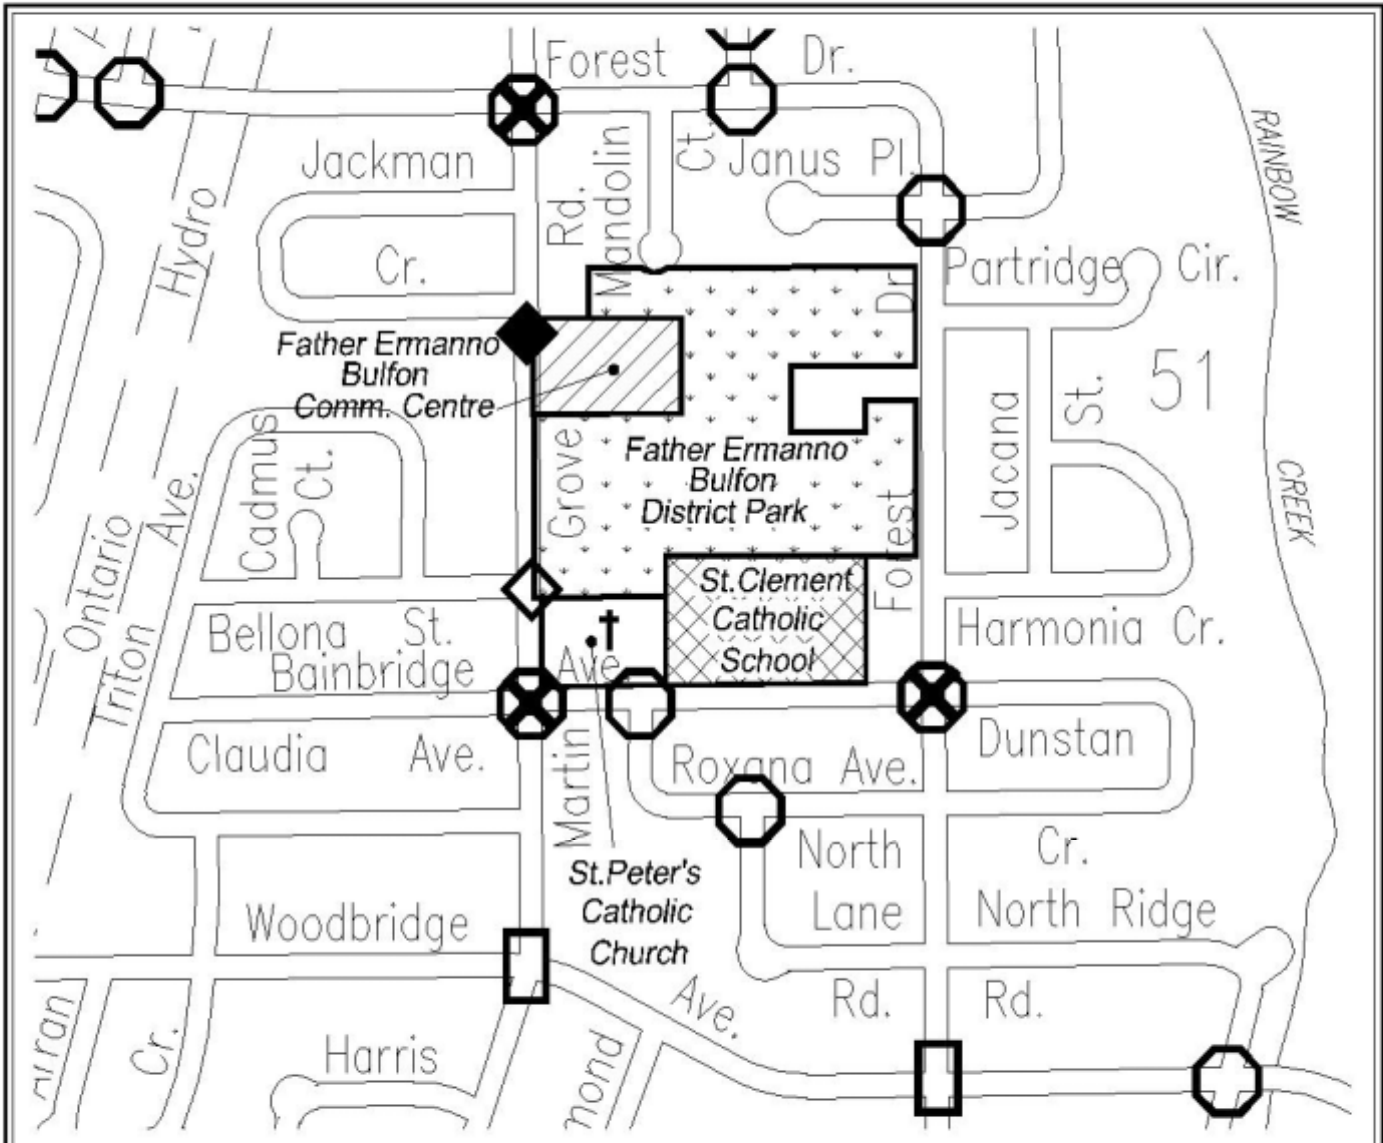 Forest Dr.
Jackman
Mandolin Ct.
Janus Pl.
RAINBOW
Hydro
Rd.
Cr.
Partridge Cir.
Dr.
Father Ermanno
Bulfon
Comm. Centre
51
Cadmus Ct.
Grove
Father Ermanno
Bulfon
District Park
Jacana St.
CREEK
Ave.
Ontario
Forest
St.Clement
Catholic
School
Bellona St.
Harmonia Cr.
Bainbridge Ave.
Triton
Claudia Ave.
Martin
Roxana Ave.
Dunstan
North
Cr.
St.Peter's
Catholic
Church
Lane
North Ridge
Woodbridge
Ave.
Rd.
Rd.
Cr.
Harris
mond